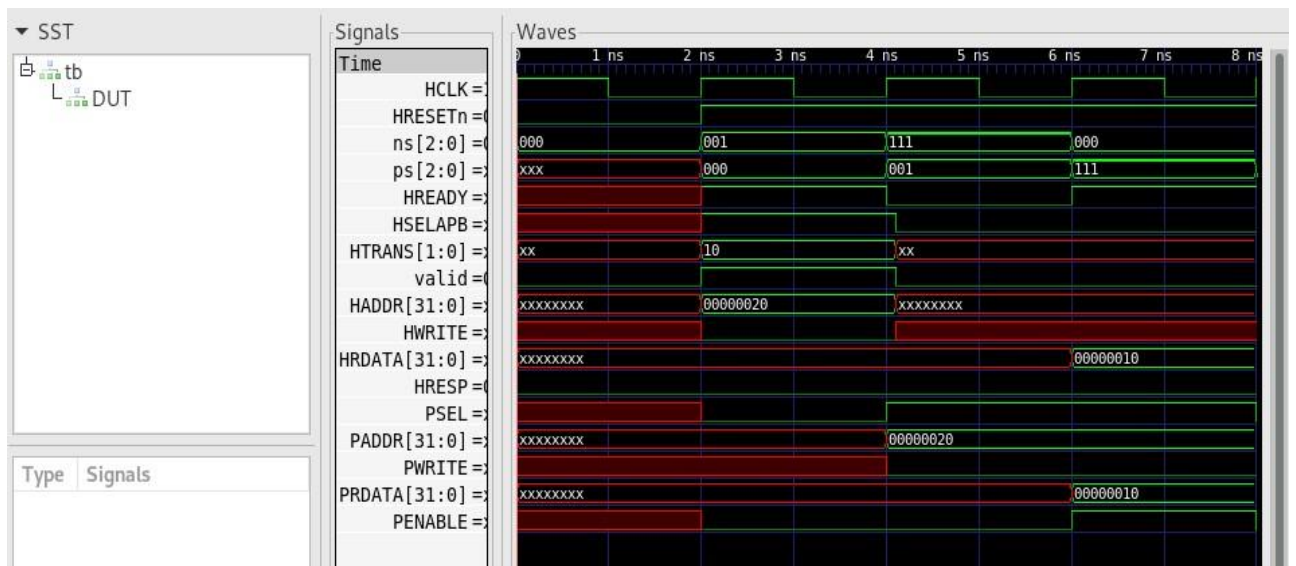 SST
tb
DUT
Type Signals
Signals
Time
HCLK =
HRESETn =
ns[2:0] =
ps[2:0] =
HREADY =
HSELAPB =
HTRANS[1:0] =
valid =
HADDR[31:0] =
HWRITE =
HRDATA[31:0] =
HRESP =
PSEL =
PADDR[31:0] =
PWRITE =
PRDATA[31:0] =
PENABLE =
Waves
1 ns 2 ns 3 ns 4 ns 5 ns 6 ns 7 ns 8 ns
000 001 111 000
xxx 000 001 111
xx 10 xx
xxxxxxxx 00000020 xxxxxxxx
xxxxxxxx 00000010
xxxxxxxx 00000020
xxxxxxxx 00000010